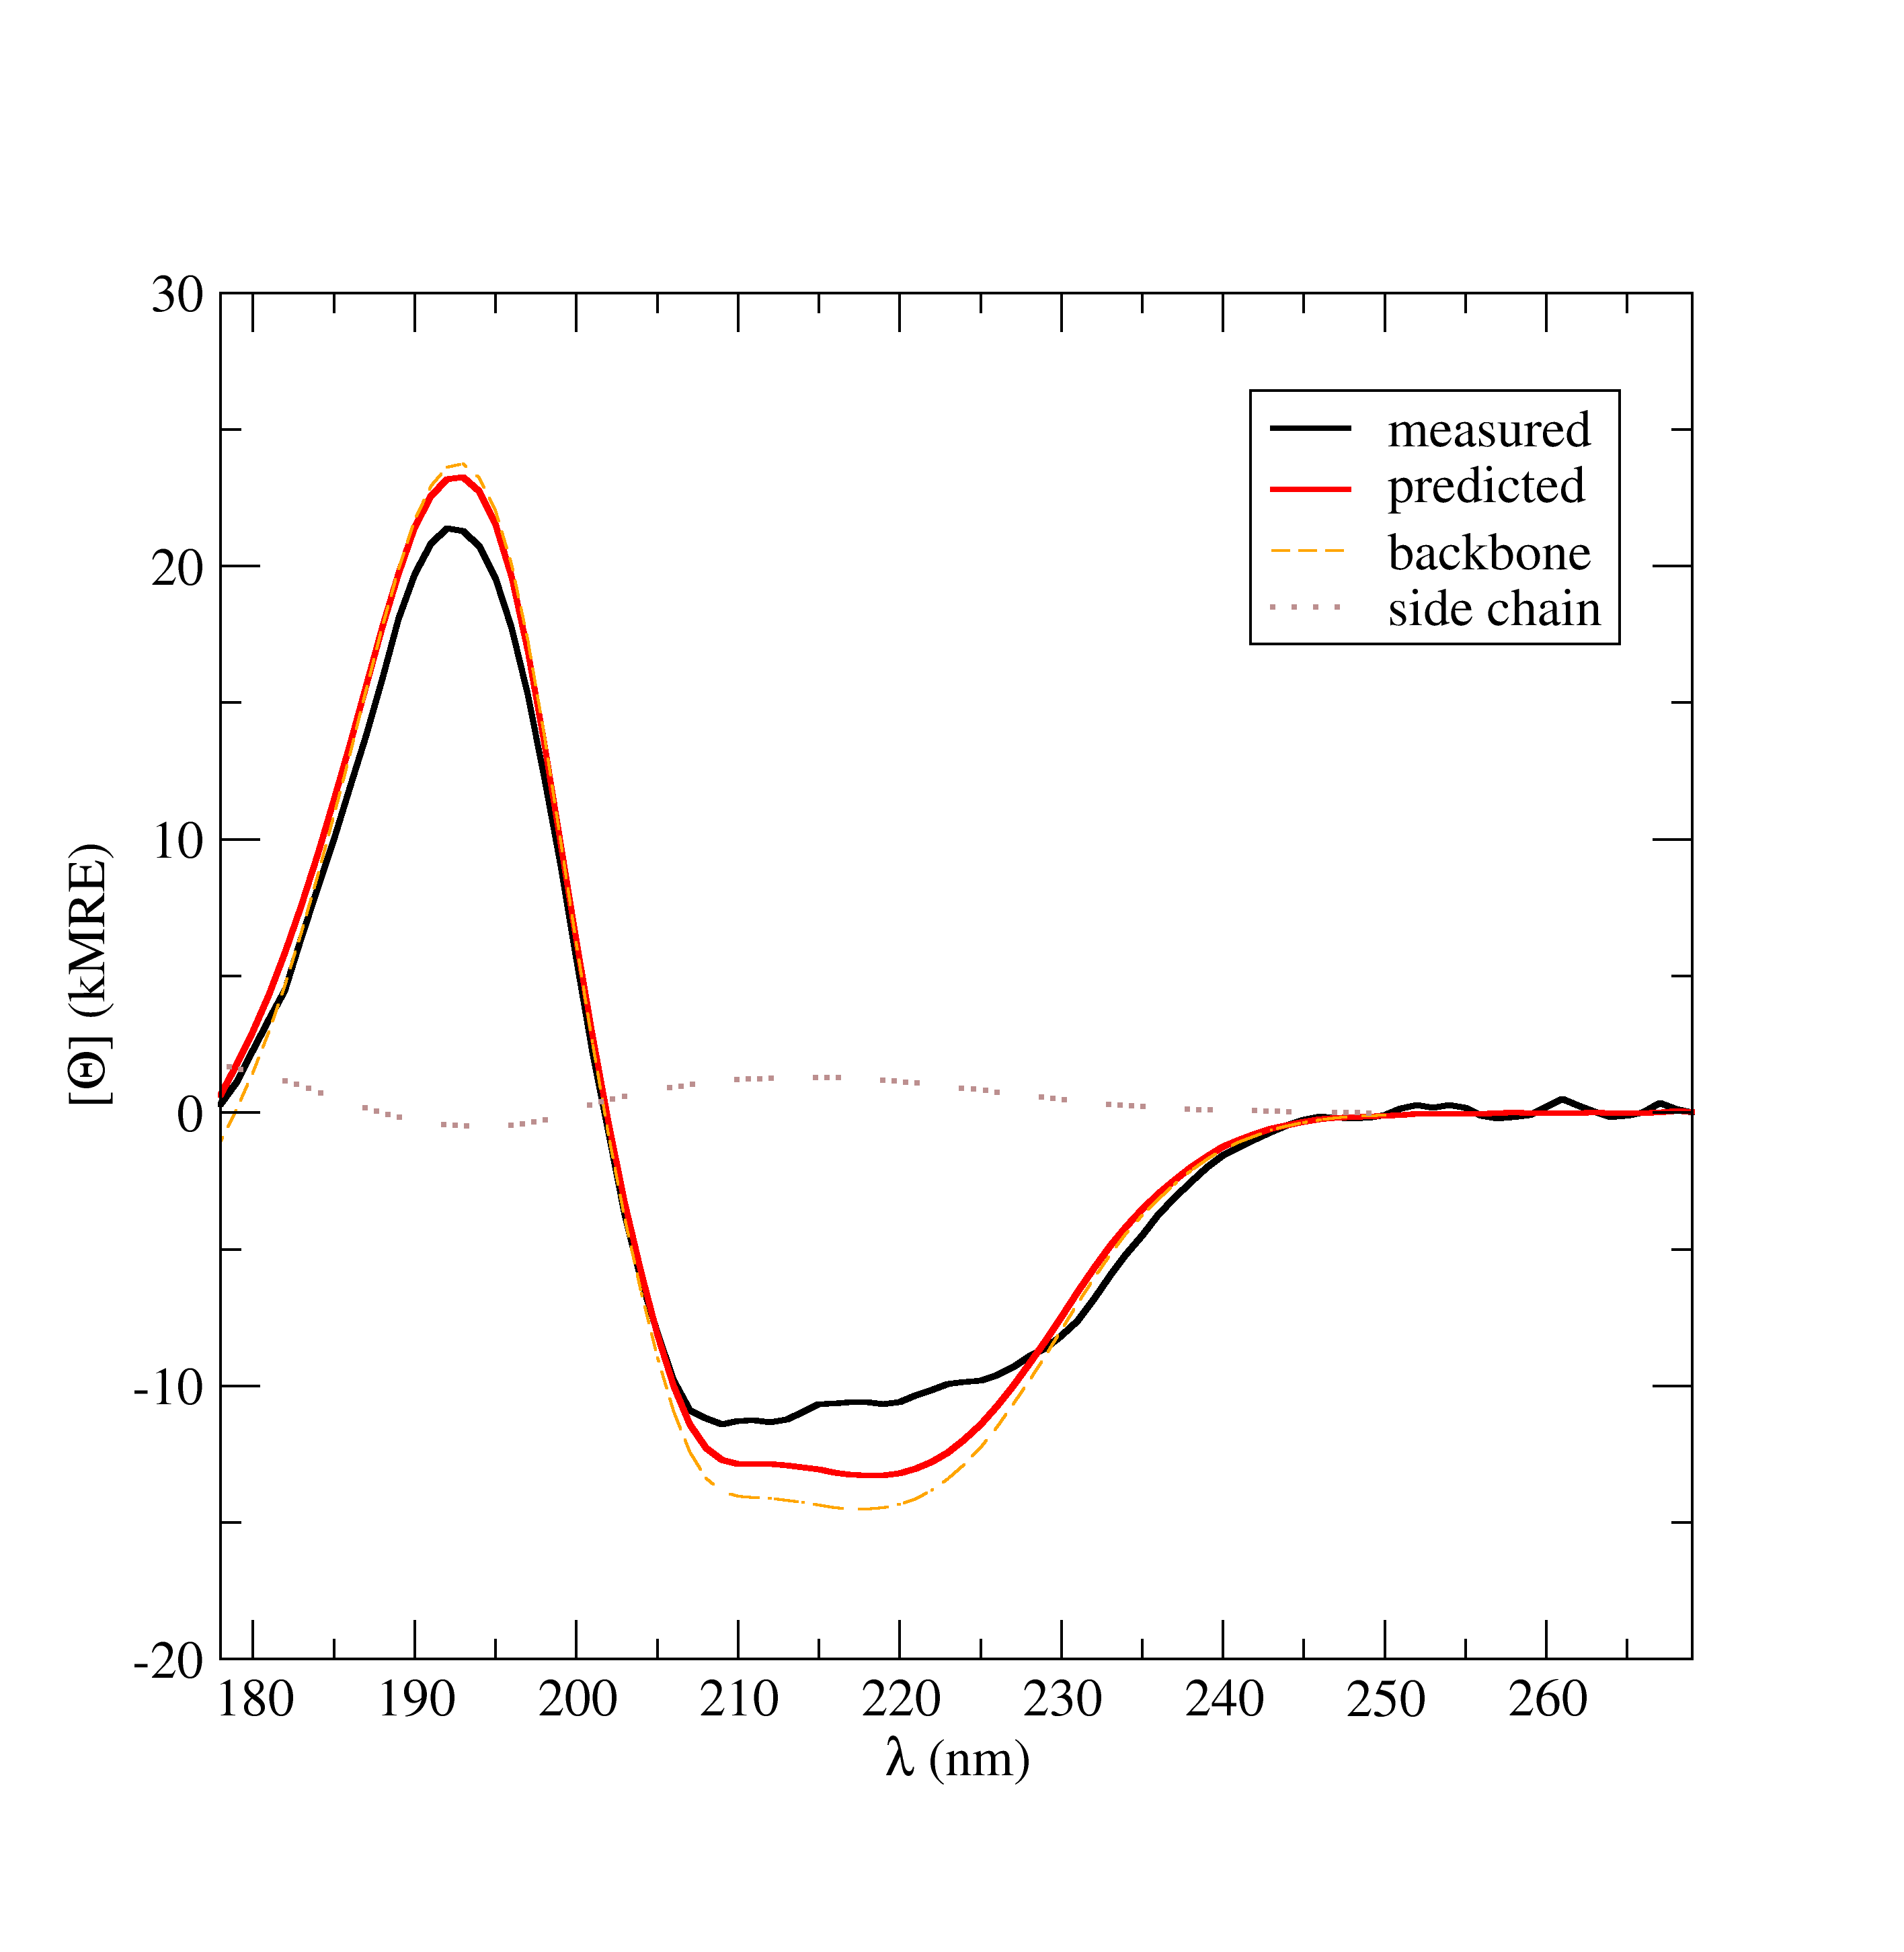 30
20
10
0
-10
-20
[Θ] (kMRE)
measured
predicted
backbone
side chain
180 190 200 210 220 230 240 250 260
λ (nm)